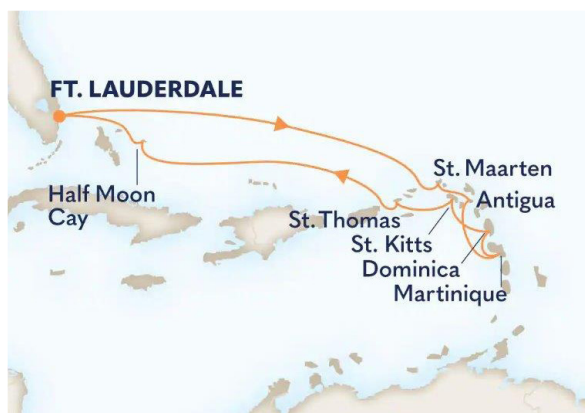 FT. LAUDERDALE
St. Maarten
Half Moon
Cay
Antigua
St. Thomas
St. Kitts
Dominica
Martinique